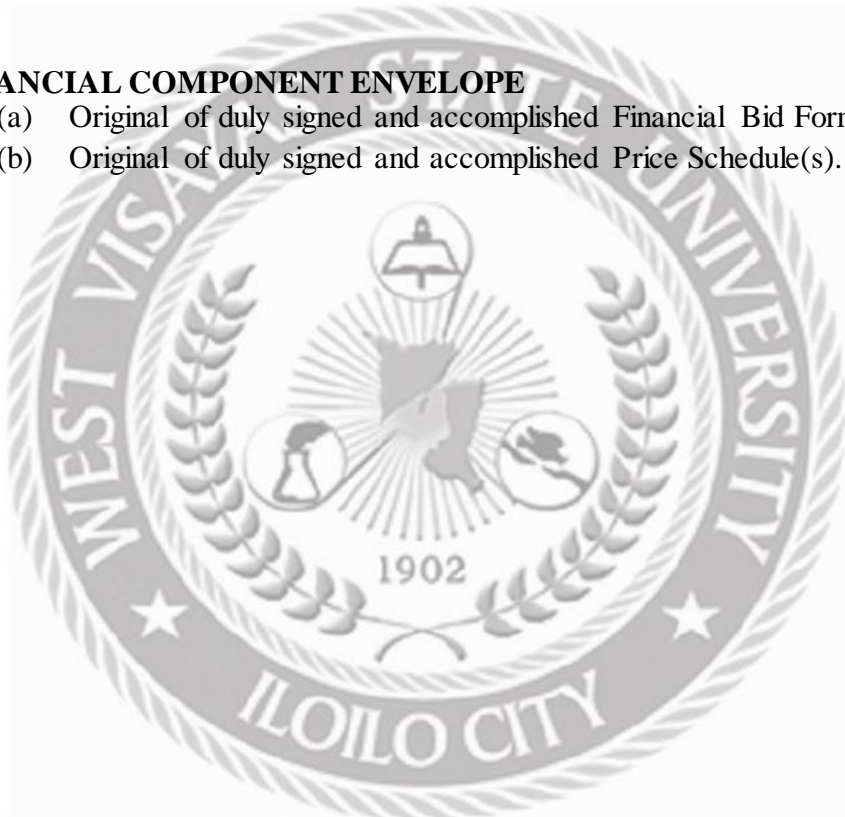 ANCIAL COMPONENT ENVELOPE
(a) Original of duly signed and accomplished Financial Bid For
(b) Original of duly signed and accomplished Price Schedule(s).
WEST VISAYAS STATE UNIVERSITY
1902
ILOILO CITY